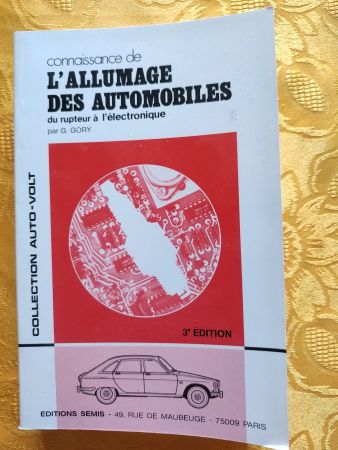 connaissance de
L'ALLUMAGE
DES AUTOMOBILES
du rupteur à l'électronique
par G. GORY
COLLECTION AUTO-VOLT
3e ÉDITION
EDITIONS SEMIS - 49, RUE DE MAUBEUGE - 75009 PARIS